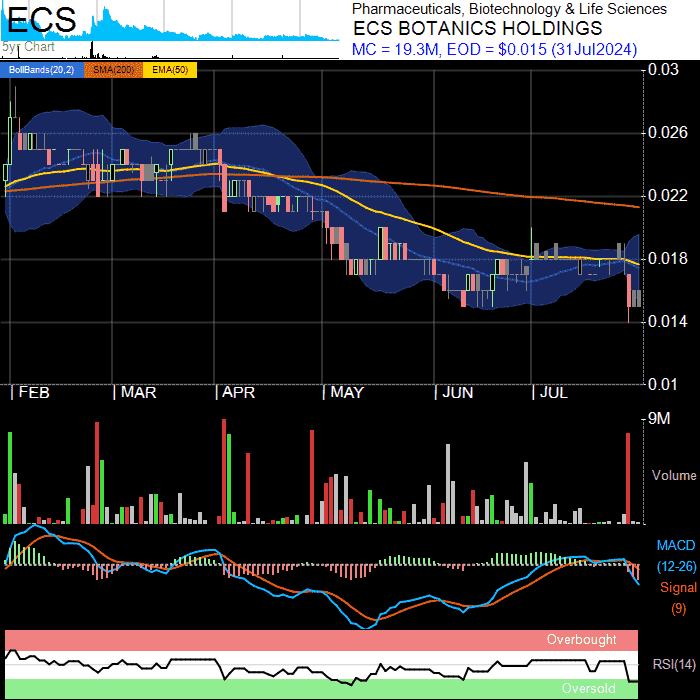 ECS
by1 Chart
Pharmaceuticals, Biotechnology & Life Sciences
ECS BOTANICS HOLDINGS
MC = 19.3M, EOD = $0.015 (31Jul2024)
BollBands(20,2) SMA(200) EMA(50)
0.03
0.026
0.022
0.018
0.014
0.01
FEB MAR APR MAY JUN JUL
9M
Volume
MACD
(12-26)
Signal
(9)
Overbought
RSI(14)
Oversold